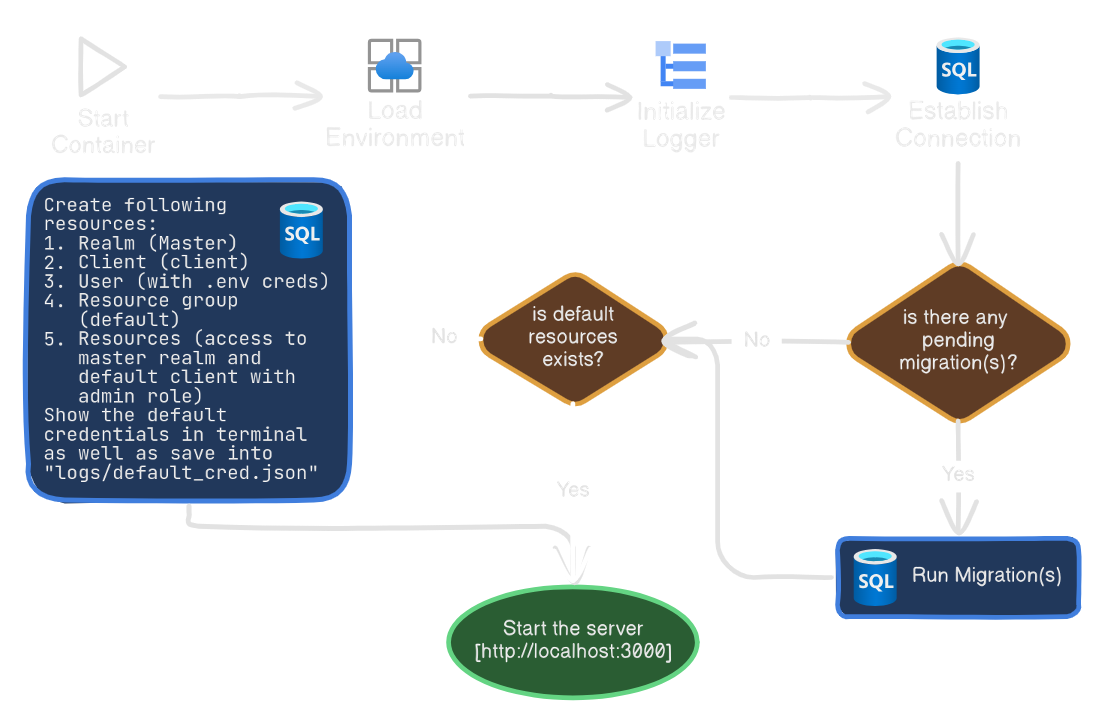 Start
Container
Load
Environment
Initialize
Logger
SQL
Establish
Connection
Create following
resources:
SQL
1. Realm (Master)
2. Client (client)
3. User (with .env creds)
4. Resource group
(default)
5. Resources (access to
master realm and
default client with
admin role)
Show the default
credentials in terminal
as well as save into
"logs/default_cred.json"
No
is default
resources
exists?
No
is there any
pending
migration(s)?
Yes
Yes
SQL
Run Migration(s)
Start the server
[http://localhost:3000]